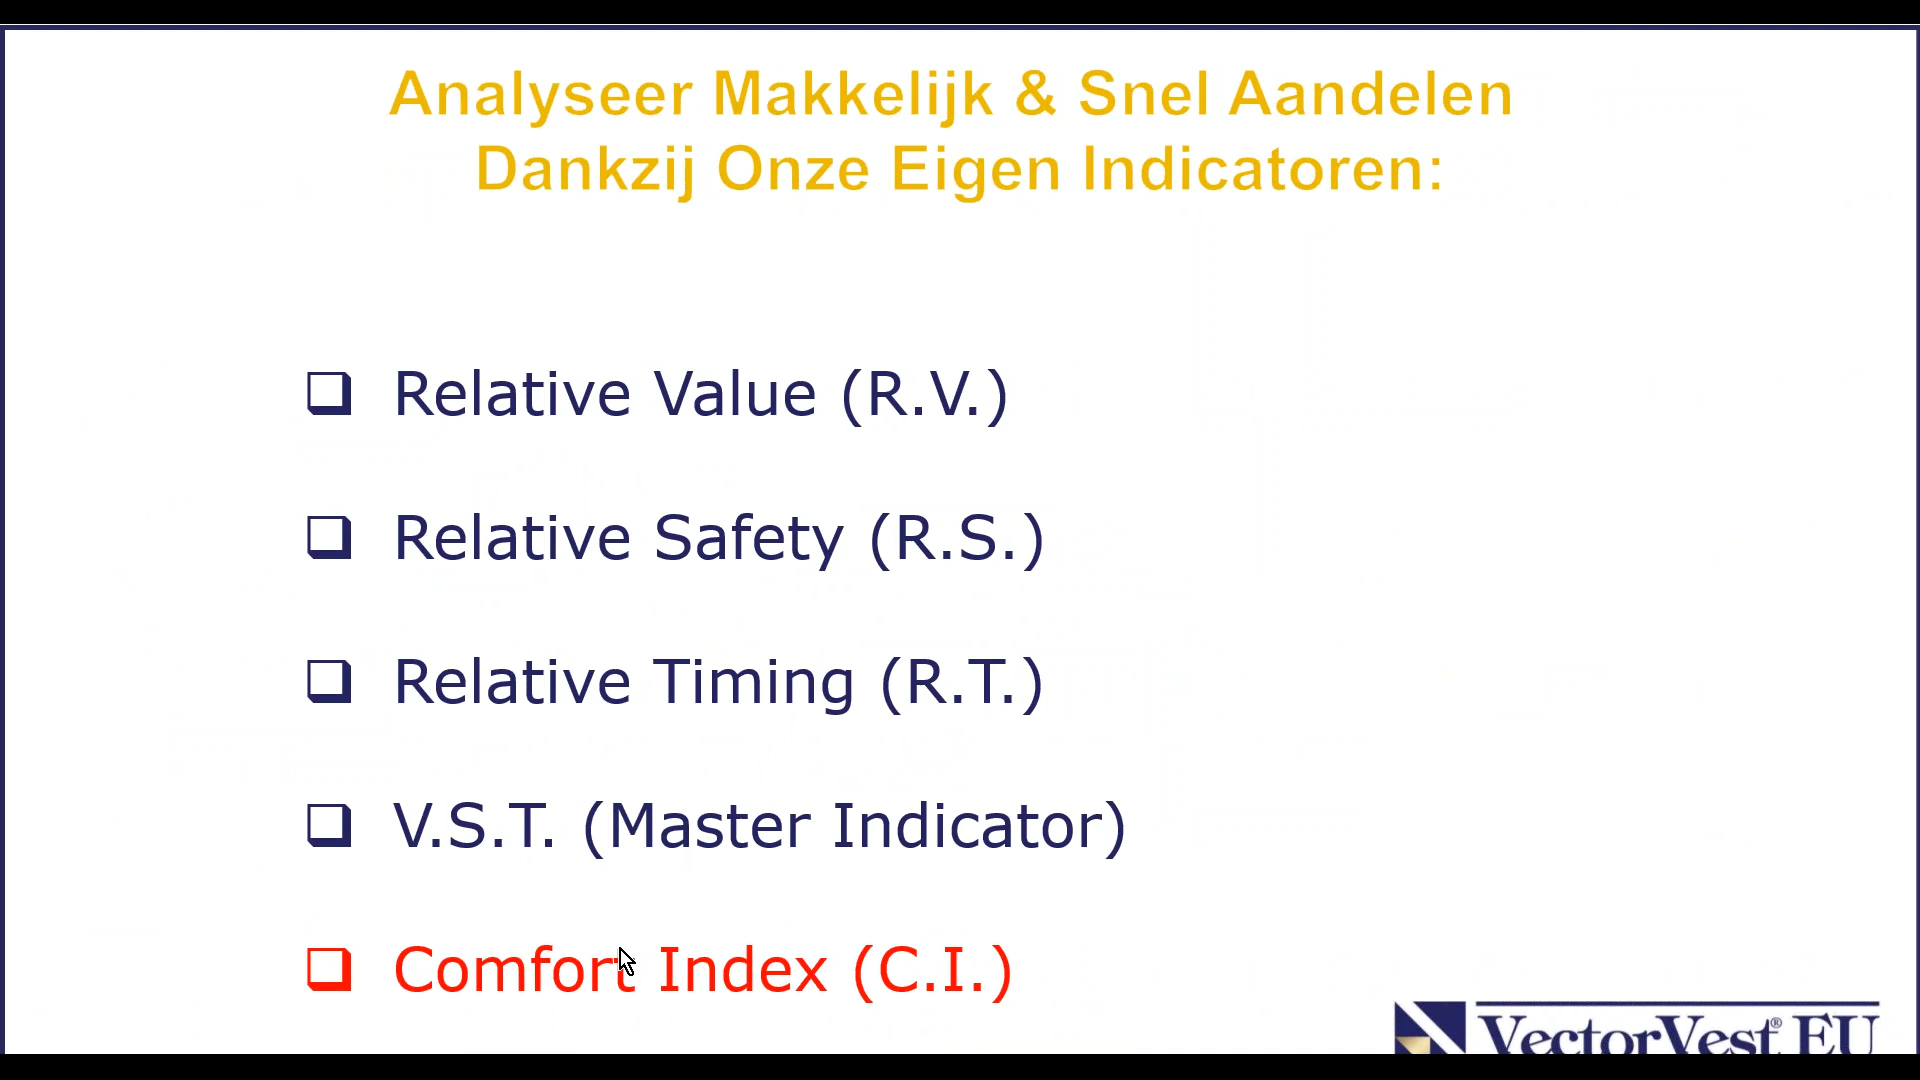 Analyseer Makkelijk & Snel Aandelen
Dankzij Onze Eigen Indicatoren:
Relative Value (R.V.)
Relative Safety (R.S.)
Relative Timing (R.T.)
V.S.T. (Master Indicator)
Comfort Index (C.I.)
VectorVest® EU